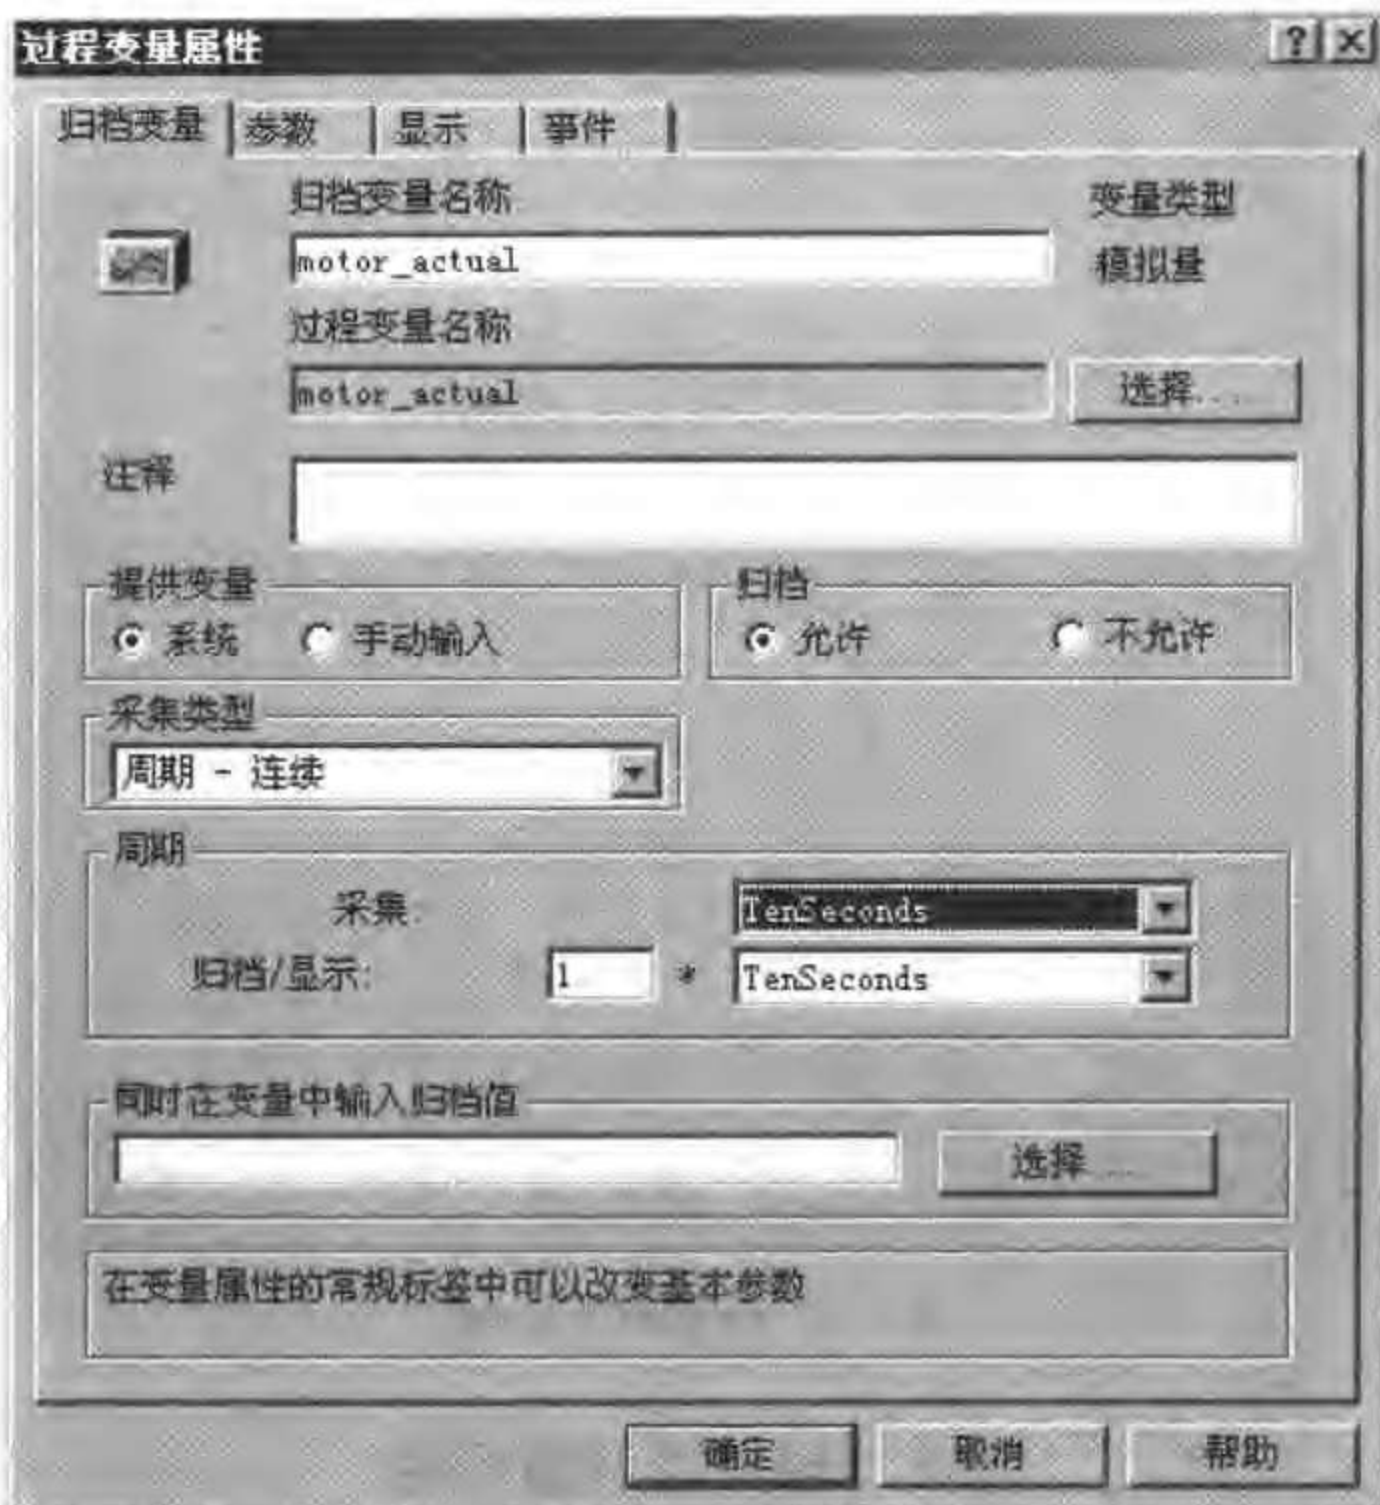 过程变量属性
归档变量 参数 显示 事件
归档变量名称 变量类型
motor_actual 模拟量
过程变量名称
motor_actual 选择...
注释
提供变量 归档
系统 手动输入 允许 不允许
采集类型
周期 - 连续
周期
采集: TenSeconds
归档/显示: 1 * TenSeconds
同时在变量中输入归档值
选择...
在变量属性的常规标签中可以改变基本参数
确定 取消 帮助